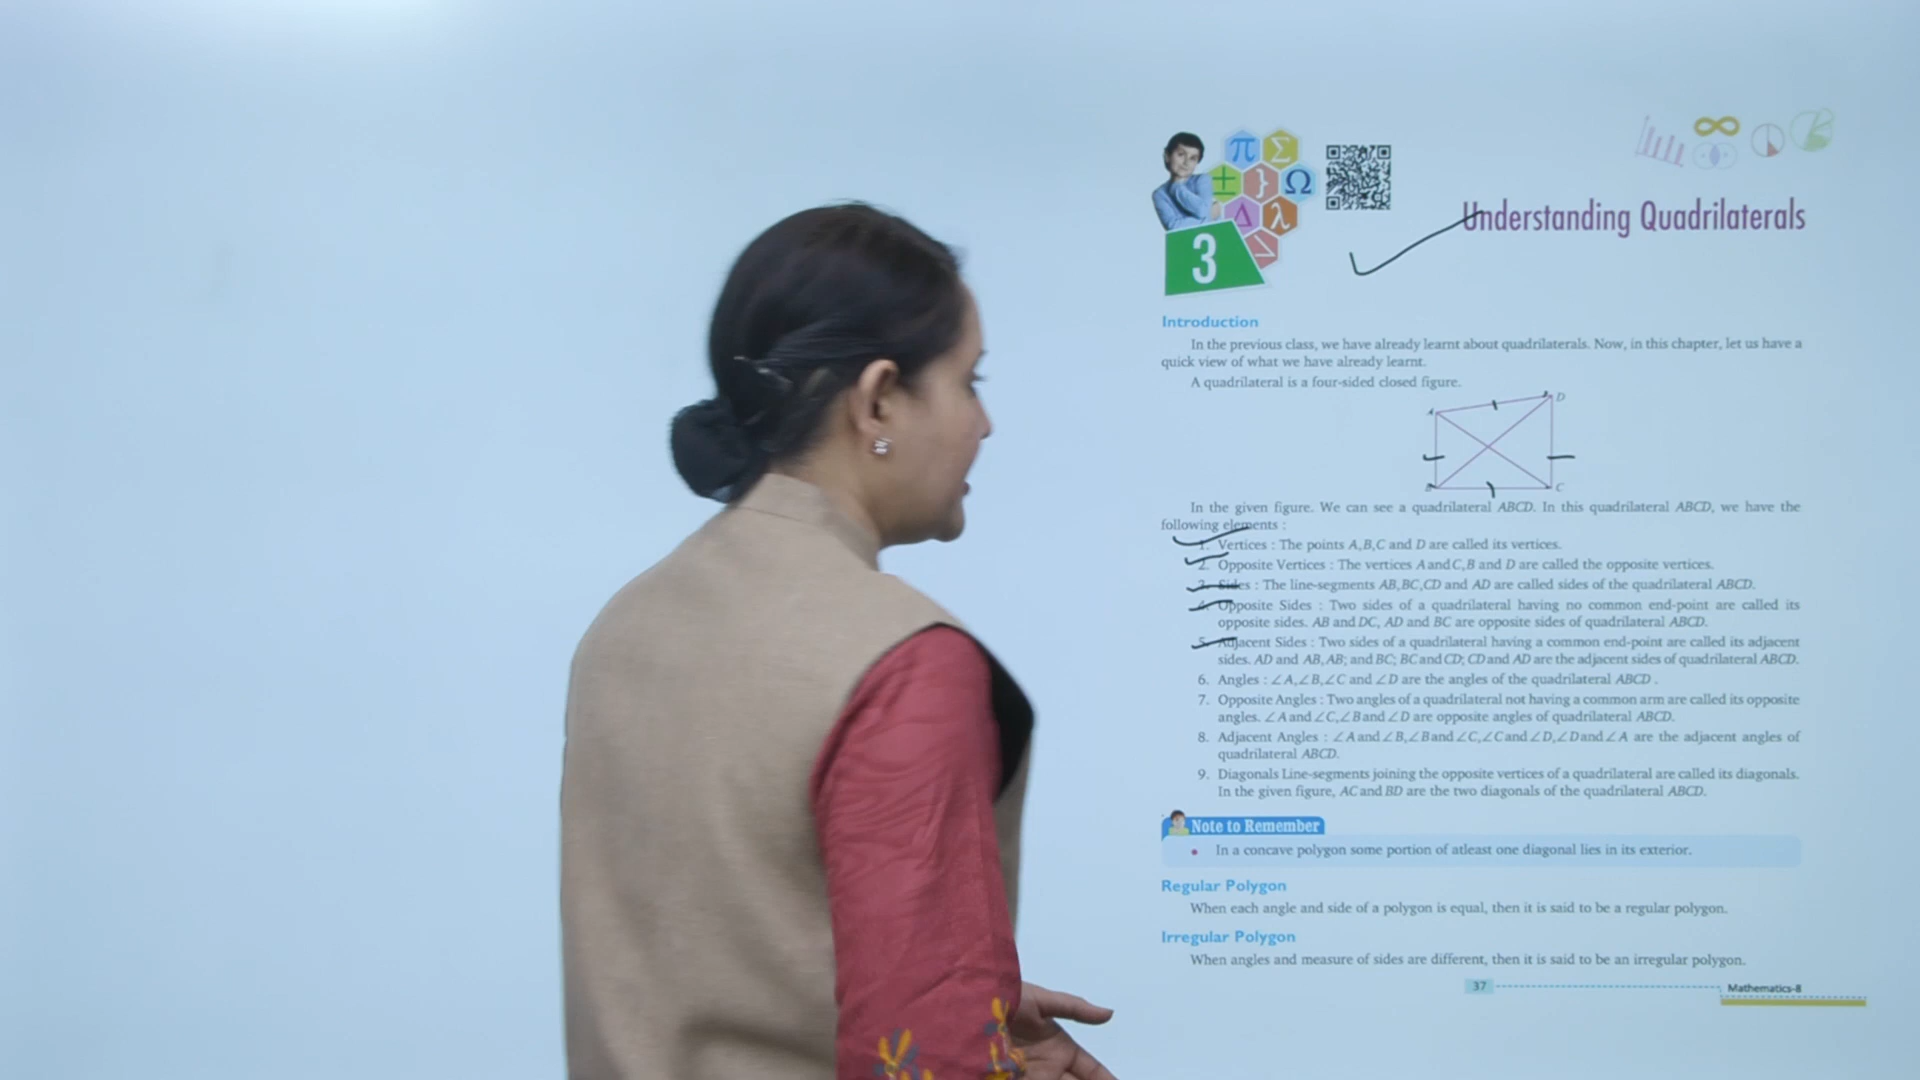 π Σ
± } Ω
Δ λ
3
Understanding Quadrilaterals
Introduction
In the previous class, we have already learnt about quadrilaterals. Now, in this chapter, let us have a
quick view of what we have already learnt.
A quadrilateral is a four-sided closed figure.
A D
B C
In the given figure. We can see a quadrilateral ABCD. In this quadrilateral ABCD, we have the
following elements :
1. Vertices : The points A,B,C and D are called its vertices.
2. Opposite Vertices : The vertices A and C,B and D are called the opposite vertices.
3. Sides : The line-segments AB,BC,CD and AD are called sides of the quadrilateral ABCD.
4. Opposite Sides : Two sides of a quadrilateral having no common end-point are called its
opposite sides. AB and DC, AD and BC are opposite sides of quadrilateral ABCD.
5. Adjacent Sides : Two sides of a quadrilateral having a common end-point are called its adjacent
sides. AD and AB, AB; and BC; BC and CD; CD and AD are the adjacent sides of quadrilateral ABCD.
6. Angles : ∠A,∠B,∠C and ∠D are the angles of the quadrilateral ABCD .
7. Opposite Angles : Two angles of a quadrilateral not having a common arm are called its opposite
angles. ∠A and ∠C,∠B and ∠D are opposite angles of quadrilateral ABCD.
8. Adjacent Angles : ∠A and ∠B,∠B and ∠C,∠C and ∠D,∠D and ∠A are the adjacent angles of
quadrilateral ABCD.
9. Diagonals Line-segments joining the opposite vertices of a quadrilateral are called its diagonals.
In the given figure, AC and BD are the two diagonals of the quadrilateral ABCD.
Note to Remember
• In a concave polygon some portion of atleast one diagonal lies in its exterior.
Regular Polygon
When each angle and side of a polygon is equal, then it is said to be a regular polygon.
Irregular Polygon
When angles and measure of sides are different, then it is said to be an irregular polygon.
37 Mathematics-8